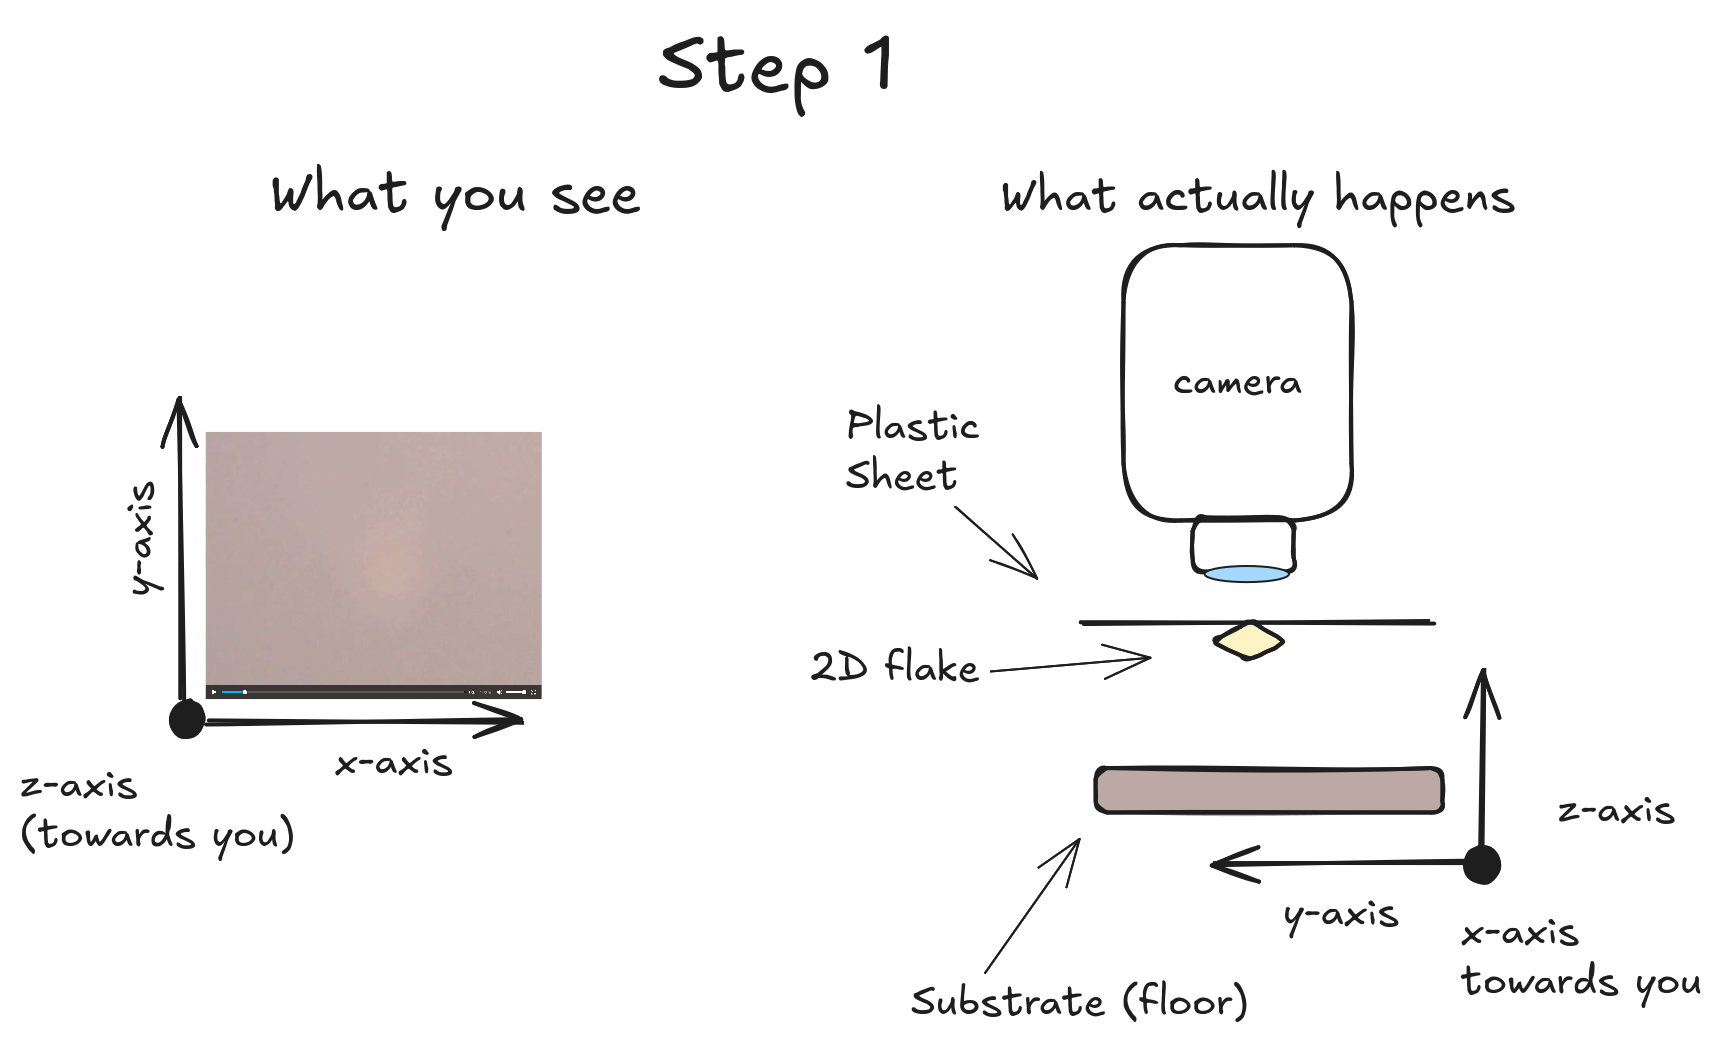 Step 1
What you see
y-axis
x-axis
z-axis
(towards you)
What actually happens
camera
Plastic
Sheet
2D flake
z-axis
y-axis
x-axis
towards you
Substrate (floor)